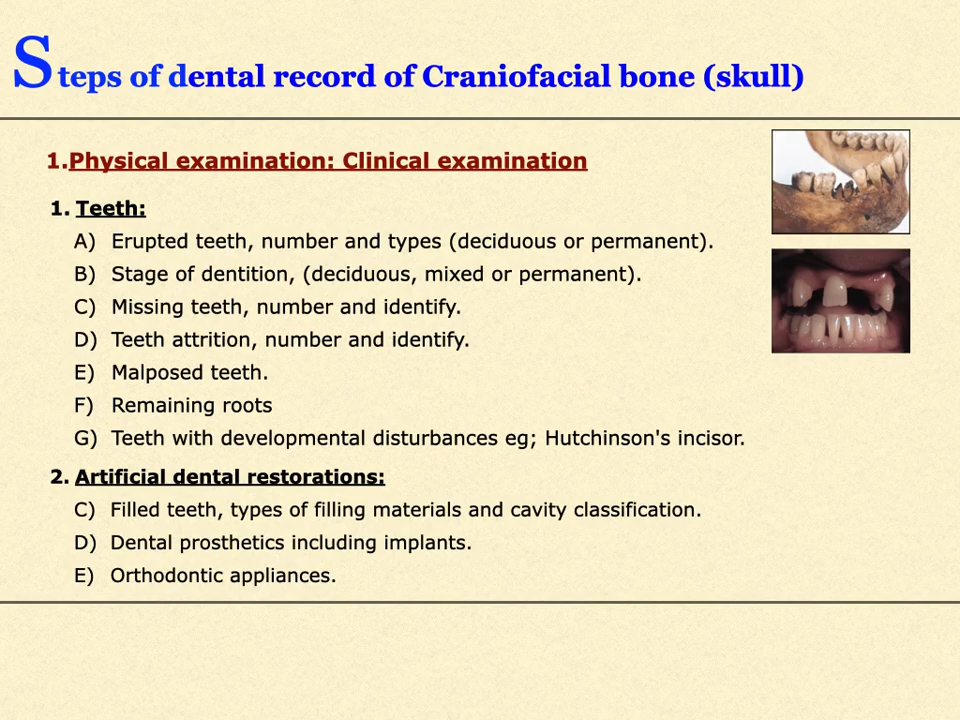 Steps of dental record of Craniofacial bone (skull)
1.Physical examination: Clinical examination
1. Teeth:
A) Erupted teeth, number and types (deciduous or permanent).
B) Stage of dentition, (deciduous, mixed or permanent).
C) Missing teeth, number and identify.
D) Teeth attrition, number and identify.
E) Malposed teeth.
F) Remaining roots
G) Teeth with developmental disturbances eg; Hutchinson's incisor.
2. Artificial dental restorations:
C) Filled teeth, types of filling materials and cavity classification.
D) Dental prosthetics including implants.
E) Orthodontic appliances.